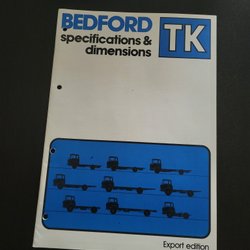 BEDFORD
specifications &
dimensions
TK
Export edition